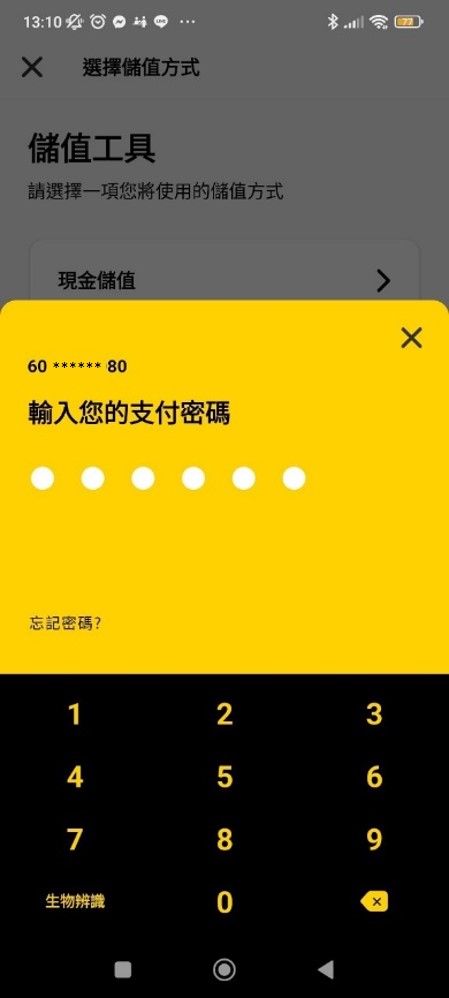 13:10
77
選擇儲值方式
儲值工具
請選擇一項您將使用的儲值方式
現金儲值
60 ****** 80
輸入您的支付密碼
忘記密碼?
1 2 3
4 5 6
7 8 9
生物辨識 0